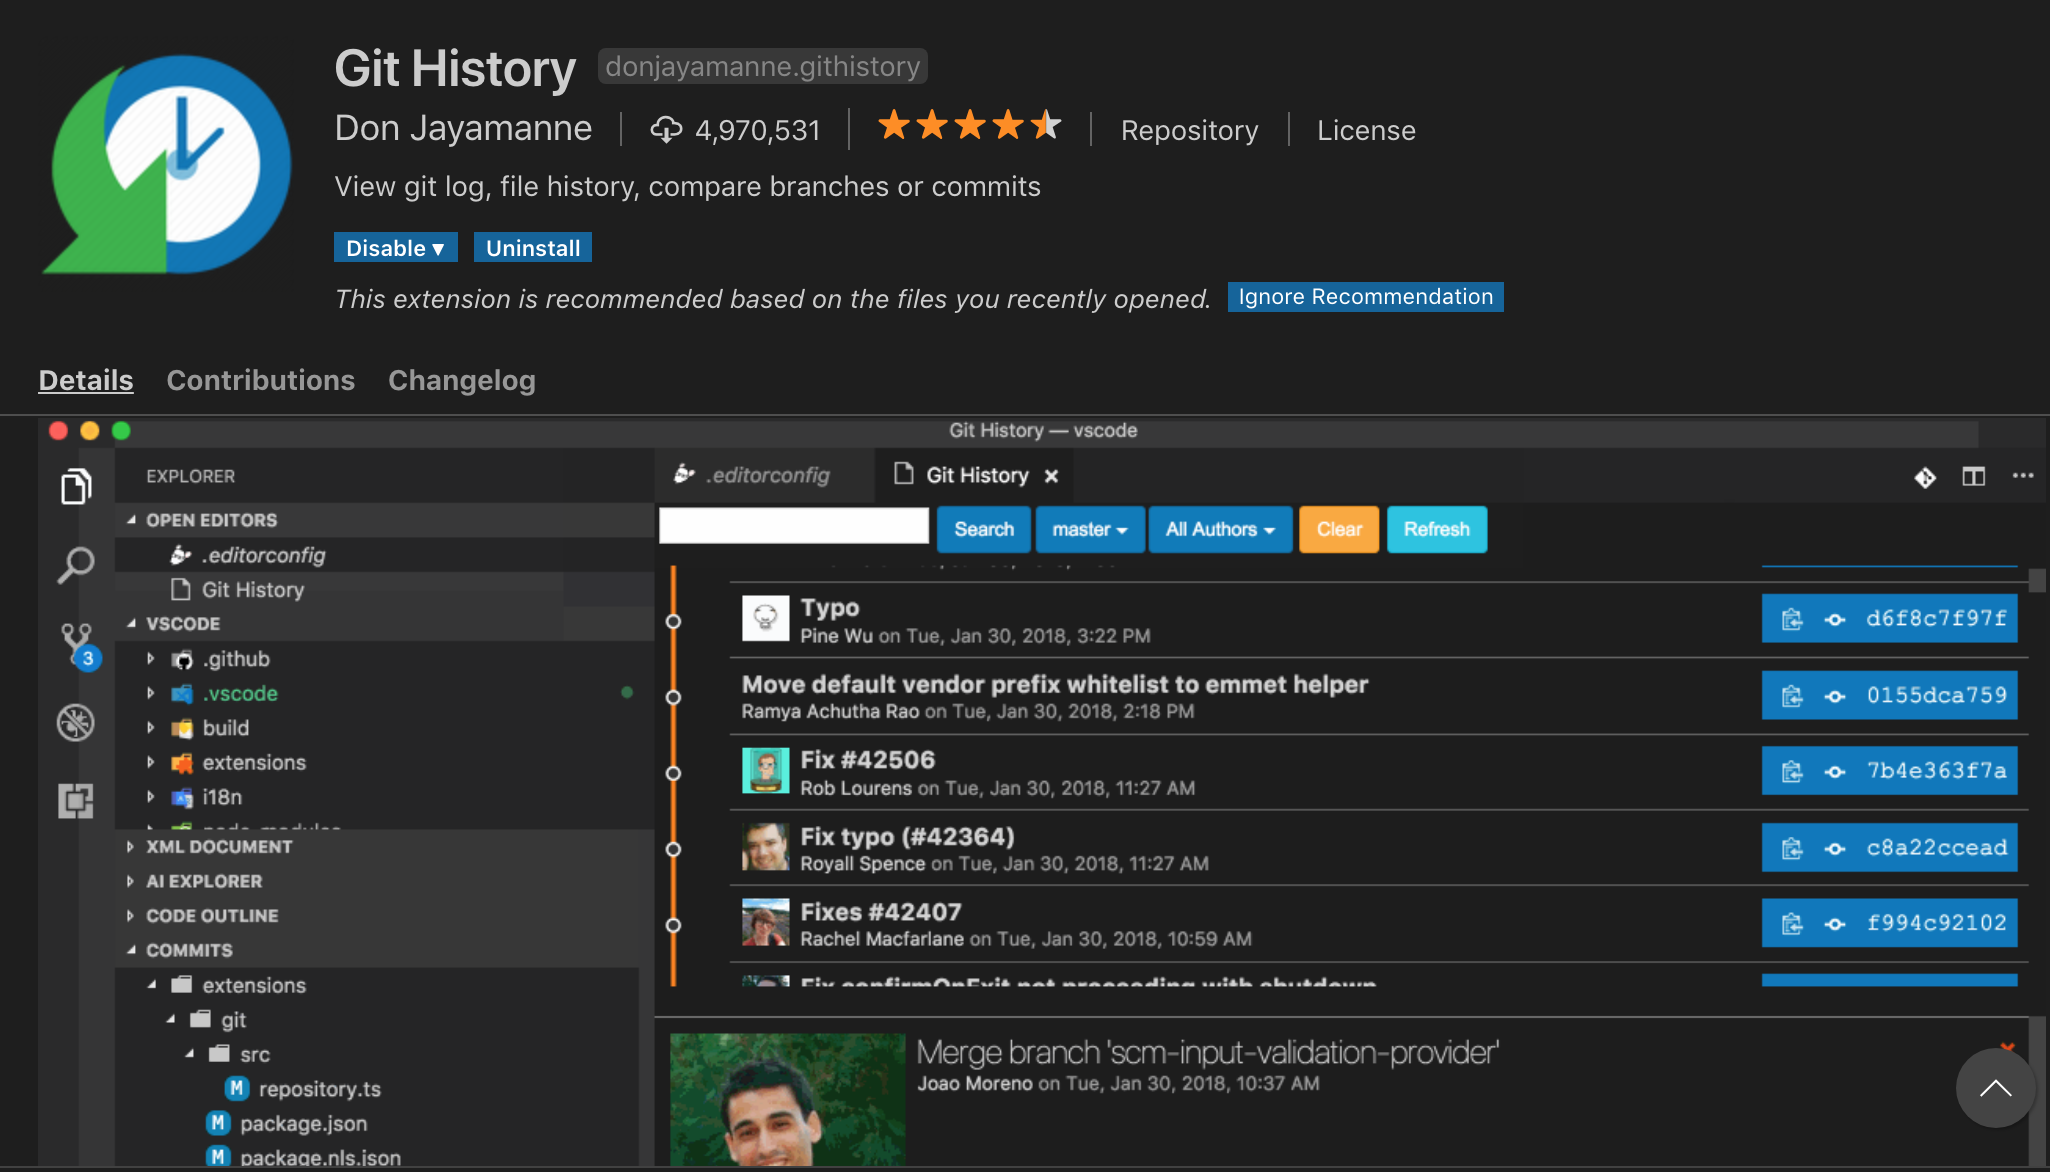 Git History donjayamanne.githistory
Don Jayamanne 4,970,531 Repository License
View git log, file history, compare branches or commits
Disable ▾ Uninstall
This extension is recommended based on the files you recently opened. Ignore Recommendation
Details Contributions Changelog
Git History — vscode
EXPLORER
OPEN EDITORS
.editorconfig
Git History
VSCODE
3
.github
.vscode
build
extensions
i18n
node_modules
XML DOCUMENT
AI EXPLORER
CODE OUTLINE
COMMITS
extensions
git
src
M repository.ts
M package.json
M package.nls.json
.editorconfig Git History ×
Search master All Authors Clear Refresh
Typo
Pine Wu on Tue, Jan 30, 2018, 3:22 PM
d6f8c7f97f
Move default vendor prefix whitelist to emmet helper
Ramya Achutha Rao on Tue, Jan 30, 2018, 2:18 PM
0155dca759
Fix #42506
Rob Lourens on Tue, Jan 30, 2018, 11:27 AM
7b4e363f7a
Fix typo (#42364)
Royall Spence on Tue, Jan 30, 2018, 11:27 AM
c8a22ccead
Fixes #42407
Rachel Macfarlane on Tue, Jan 30, 2018, 10:59 AM
f994c92102
Fix confirmOnExit not proceeding with shutdown
Merge branch 'scm-input-validation-provider'
Joao Moreno on Tue, Jan 30, 2018, 10:37 AM